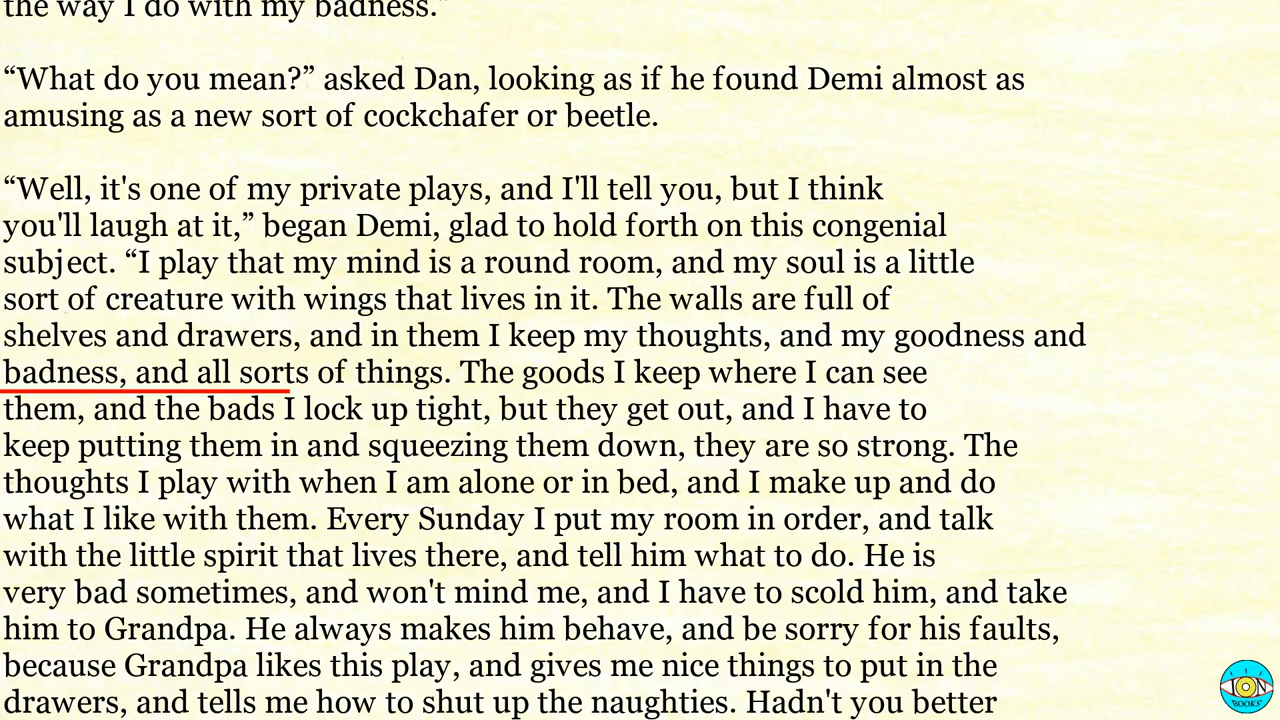 the way I do with my badness.”
“What do you mean?” asked Dan, looking as if he found Demi almost as
amusing as a new sort of cockchafer or beetle.
“Well, it's one of my private plays, and I'll tell you, but I think
you'll laugh at it,” began Demi, glad to hold forth on this congenial
subject. “I play that my mind is a round room, and my soul is a little
sort of creature with wings that lives in it. The walls are full of
shelves and drawers, and in them I keep my thoughts, and my goodness and
badness, and all sorts of things. The goods I keep where I can see
them, and the bads I lock up tight, but they get out, and I have to
keep putting them in and squeezing them down, they are so strong. The
thoughts I play with when I am alone or in bed, and I make up and do
what I like with them. Every Sunday I put my room in order, and talk
with the little spirit that lives there, and tell him what to do. He is
very bad sometimes, and won't mind me, and I have to scold him, and take
him to Grandpa. He always makes him behave, and be sorry for his faults,
because Grandpa likes this play, and gives me nice things to put in the
drawers, and tells me how to shut up the naughties. Hadn't you better
ION
BOOKS